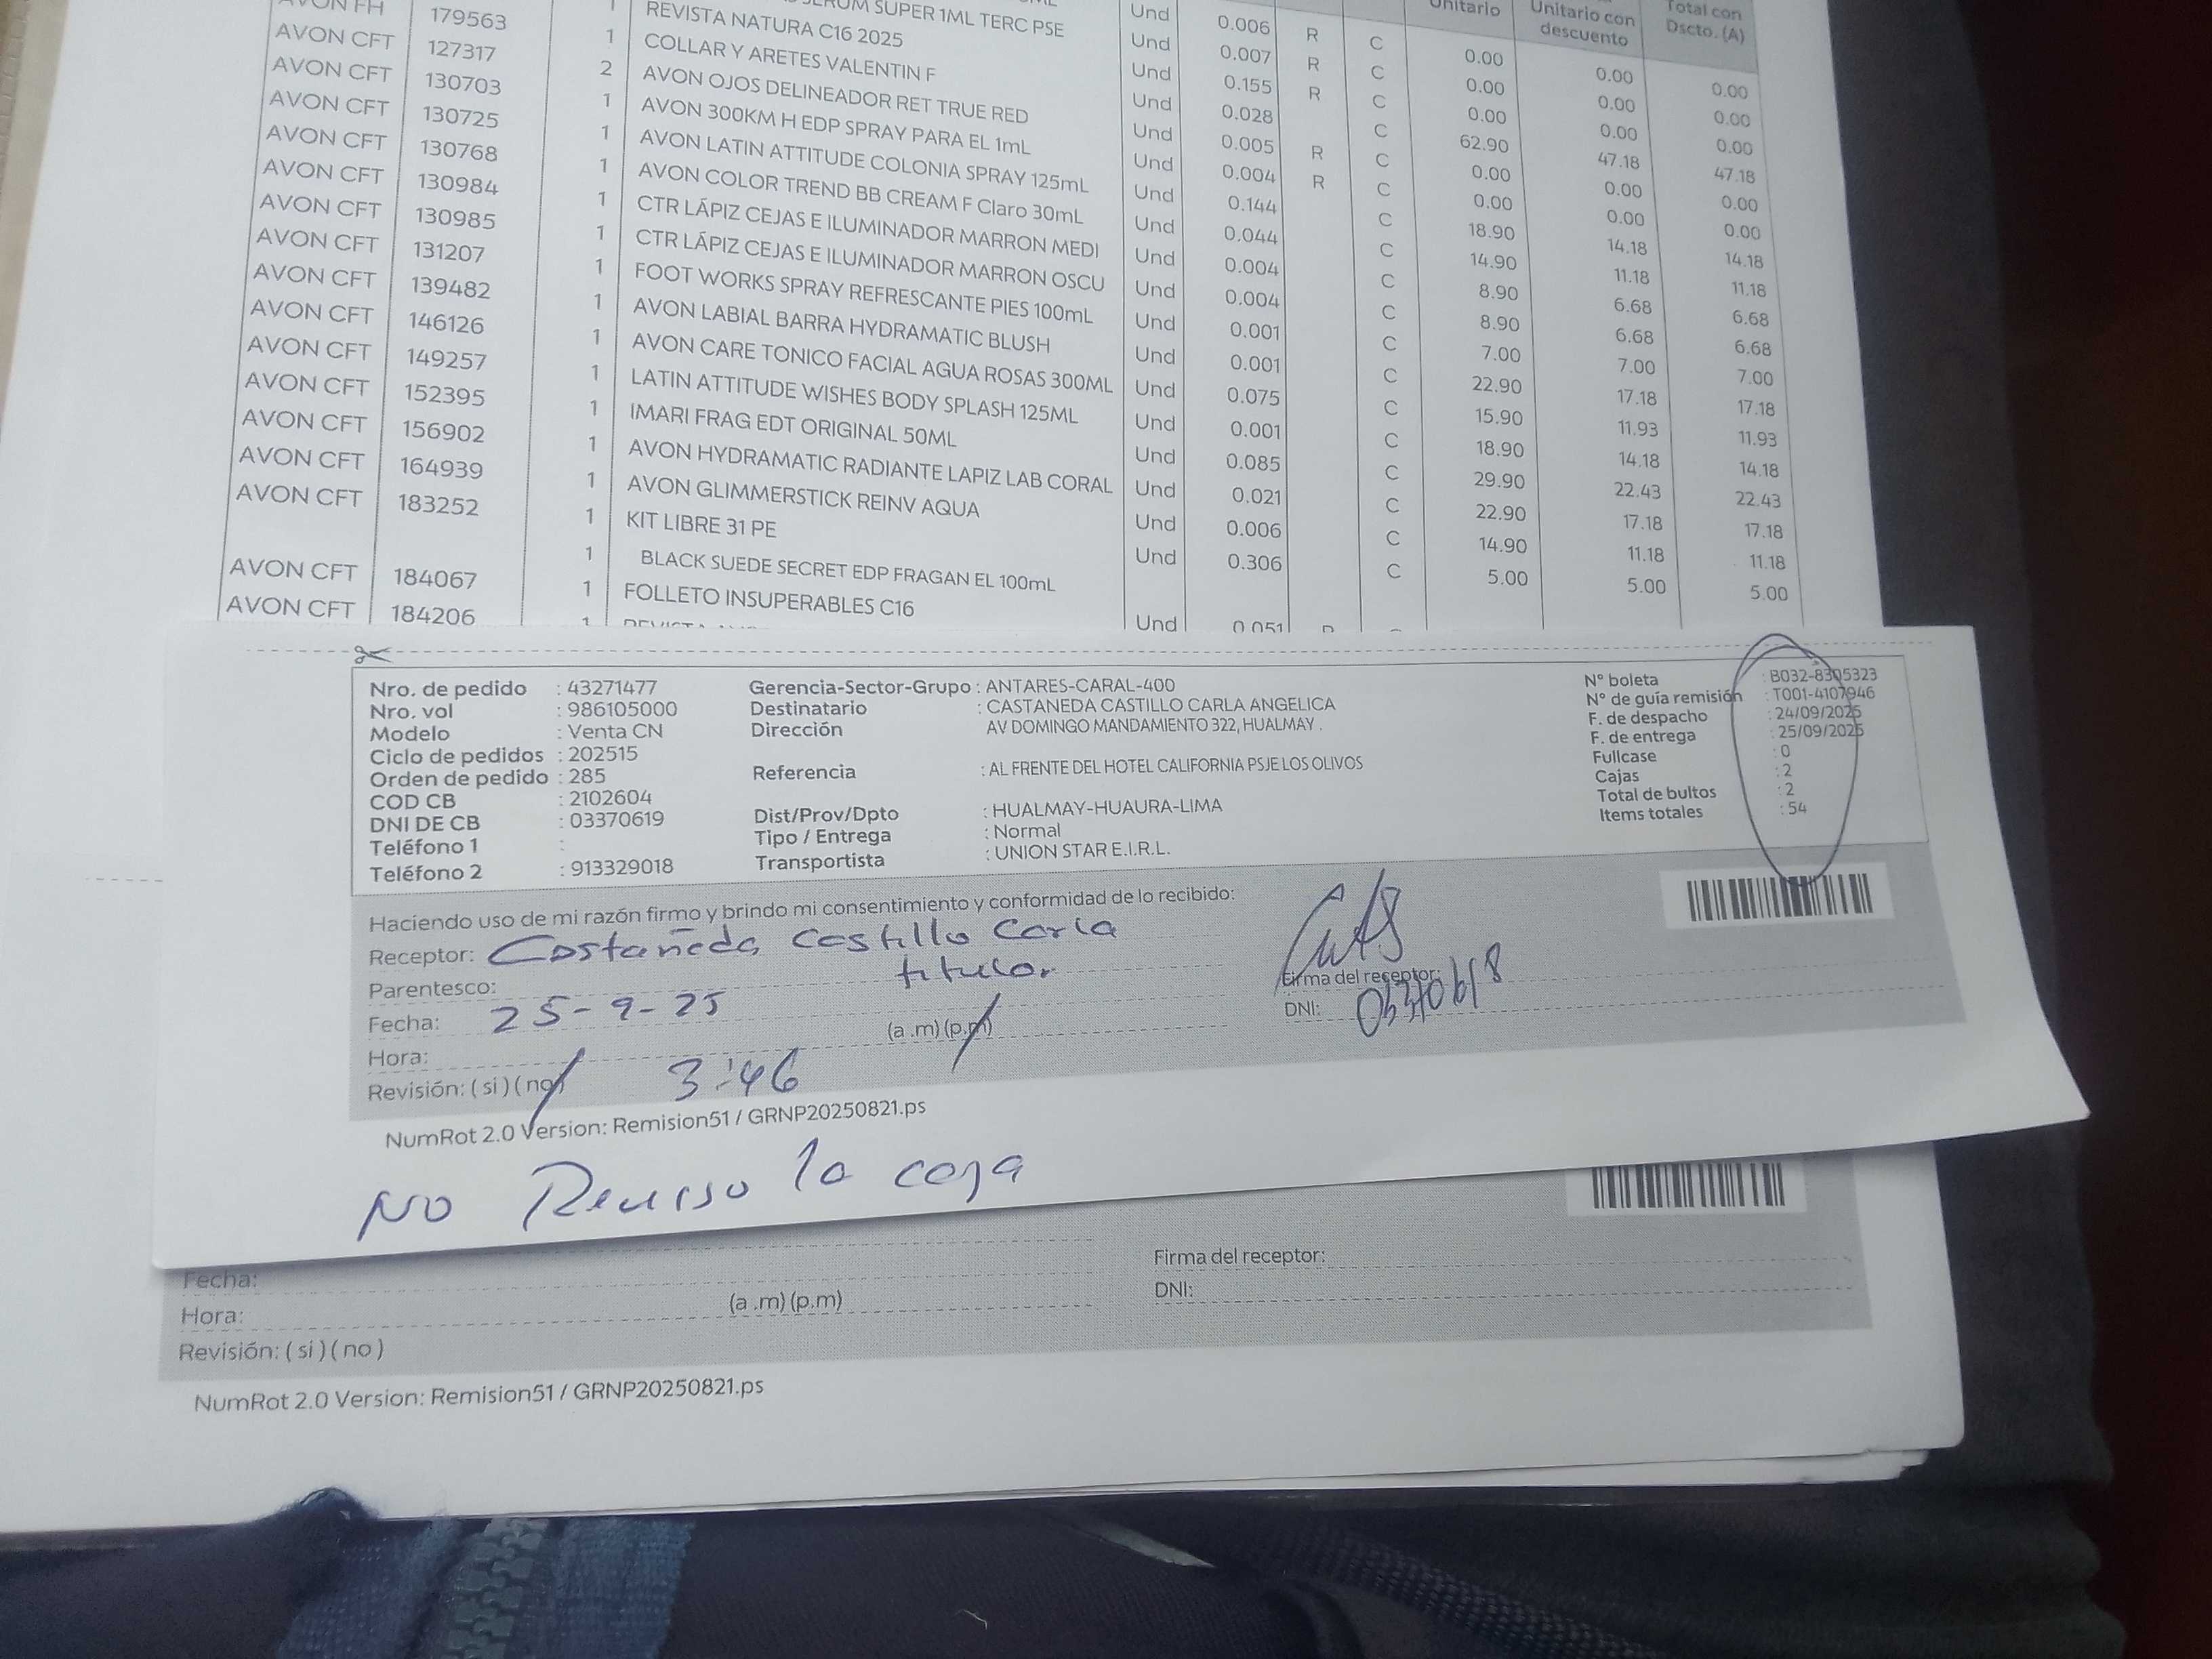 Unitario Unitario con descuento Total con Dscto. (A)
AVON FH 179563 1 SUPER 1ML TERC PSE Und 0.006 R C 0.00 0.00 0.00
AVON CFT 127317 1 REVISTA NATURA C16 2025 Und 0.007 R C 0.00 0.00 0.00
AVON CFT 130703 2 COLLAR Y ARETES VALENTIN F Und 0.155 R C 0.00 0.00 0.00
AVON CFT 130725 1 AVON OJOS DELINEADOR RET TRUE RED Und 0.028 C 62.90 47.18 47.18
AVON CFT 130768 1 AVON 300KM H EDP SPRAY PARA EL 1mL Und 0.005 R C 0.00 0.00 0.00
AVON CFT 130984 1 AVON LATIN ATTITUDE COLONIA SPRAY 125mL Und 0.004 R C 0.00 0.00 0.00
AVON CFT 130985 1 AVON COLOR TREND BB CREAM F Claro 30mL Und 0.144 C 18.90 14.18 14.18
AVON CFT 131207 1 CTR LÁPIZ CEJAS E ILUMINADOR MARRON MEDI Und 0.044 C 14.90 11.18 11.18
AVON CFT 139482 1 CTR LÁPIZ CEJAS E ILUMINADOR MARRON OSCU Und 0.004 C 8.90 6.68 6.68
AVON CFT 146126 1 FOOT WORKS SPRAY REFRESCANTE PIES 100mL Und 0.004 C 8.90 6.68 6.68
AVON CFT 149257 1 AVON LABIAL BARRA HYDRAMATIC BLUSH Und 0.001 C 7.00 7.00 7.00
AVON CFT 152395 1 AVON CARE TONICO FACIAL AGUA ROSAS 300ML Und 0.001 C 22.90 17.18 17.18
AVON CFT 156902 1 LATIN ATTITUDE WISHES BODY SPLASH 125ML Und 0.075 C 15.90 11.93 11.93
AVON CFT 164939 1 IMARI FRAG EDT ORIGINAL 50ML Und 0.001 C 18.90 14.18 14.18
AVON CFT 183252 1 AVON HYDRAMATIC RADIANTE LAPIZ LAB CORAL Und 0.085 C 29.90 22.43 22.43
1 AVON GLIMMERSTICK REINV AQUA Und 0.021 C 22.90 17.18 17.18
1 KIT LIBRE 31 PE Und 0.006 C 14.90 11.18 11.18
1 BLACK SUEDE SECRET EDP FRAGAN EL 100mL Und 0.306 C 5.00 5.00 5.00
AVON CFT 184067 1 FOLLETO INSUPERABLES C16
AVON CFT 184206 1 Und 0.051
Nro. de pedido : 43271477 Gerencia-Sector-Grupo : ANTARES-CARAL-400 N° boleta : B032-8305323
Nro. vol : 986105000 Destinatario : CASTANEDA CASTILLO CARLA ANGELICA N° de guía remisión : T001-4107946
Modelo : Venta CN Dirección AV DOMINGO MANDAMIENTO 322, HUALMAY . F. de despacho : 24/09/2025
Ciclo de pedidos : 202515 F. de entrega : 25/09/2025
Orden de pedido : 285 Referencia : AL FRENTE DEL HOTEL CALIFORNIA PSJE LOS OLIVOS Fullcase : 0
COD CB : 2102604 Cajas : 2
DNI DE CB : 03370619 Dist/Prov/Dpto : HUALMAY-HUAURA-LIMA Total de bultos : 2
Teléfono 1 : Tipo / Entrega : Normal Items totales : 54
Teléfono 2 : 913329018 Transportista : UNION STAR E.I.R.L.
Haciendo uso de mi razón firmo y brindo mi consentimiento y conformidad de lo recibido:
Receptor: Castañeda Castillo Carla
Parentesco: titular
Firma del receptor:
Fecha: 25-9-25 (a .m) (p.m)
DNI:
Hora: 3:46
Revisión: ( si ) ( no )
NumRot 2.0 Version: Remision51 / GRNP20250821.ps
NO Reviso la caja
Fecha:
Firma del receptor:
Hora: (a .m) (p.m)
DNI:
Revisión: ( si ) ( no )
NumRot 2.0 Version: Remision51 / GRNP20250821.ps